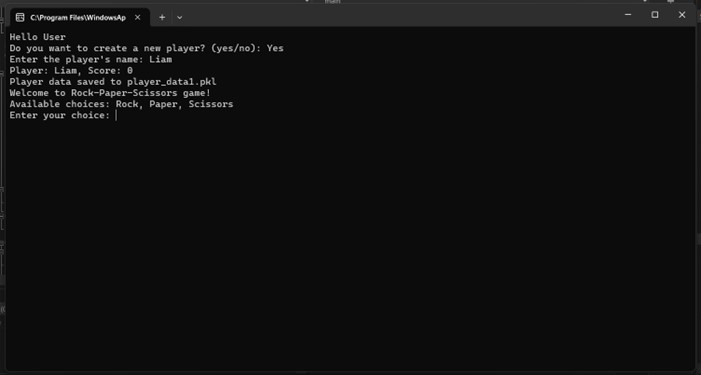 main
C:\Program Files\WindowsAp
Hello User
Do you want to create a new player? (yes/no): Yes
Enter the player's name: Liam
Player: Liam, Score: 0
Player data saved to player_data1.pkl
Welcome to Rock-Paper-Scissors game!
Available choices: Rock, Paper, Scissors
Enter your choice: